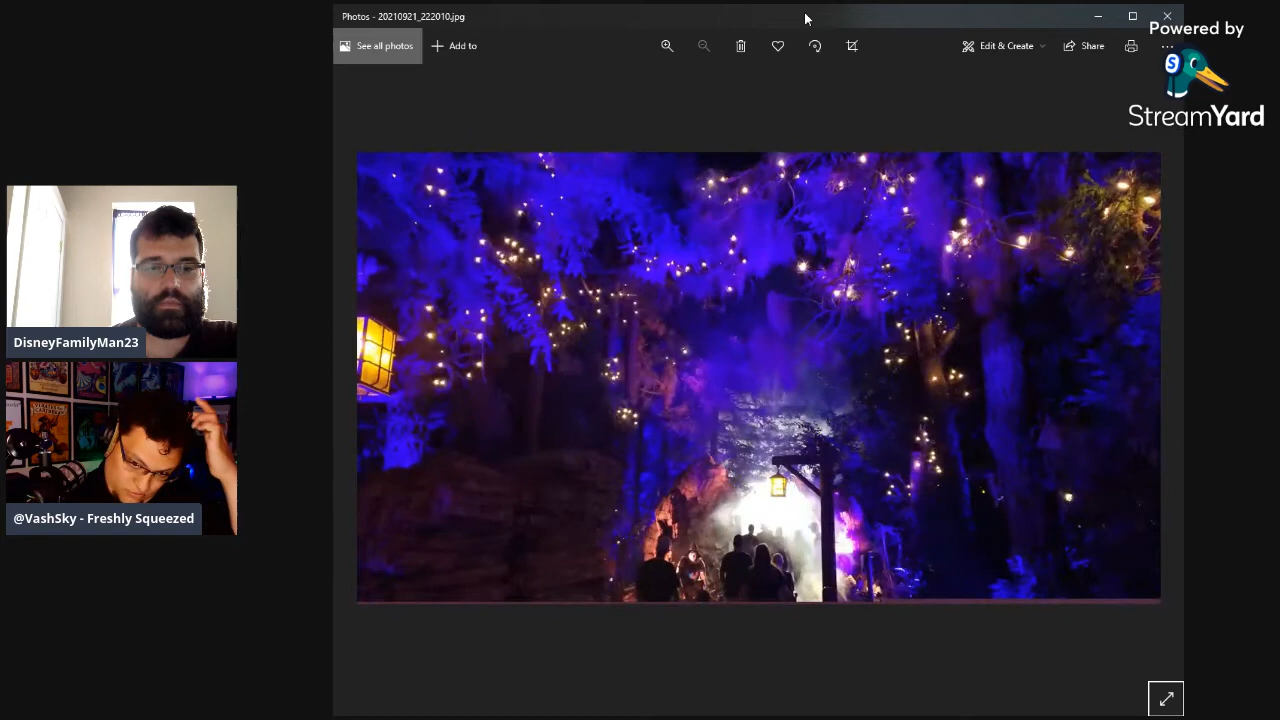 Photos - 20210921_222010.jpg
Powered by
See all photos
Add to
Edit & Create
Share
StreamYard
DisneyFamilyMan23
@VashSky - Freshly Squeezed